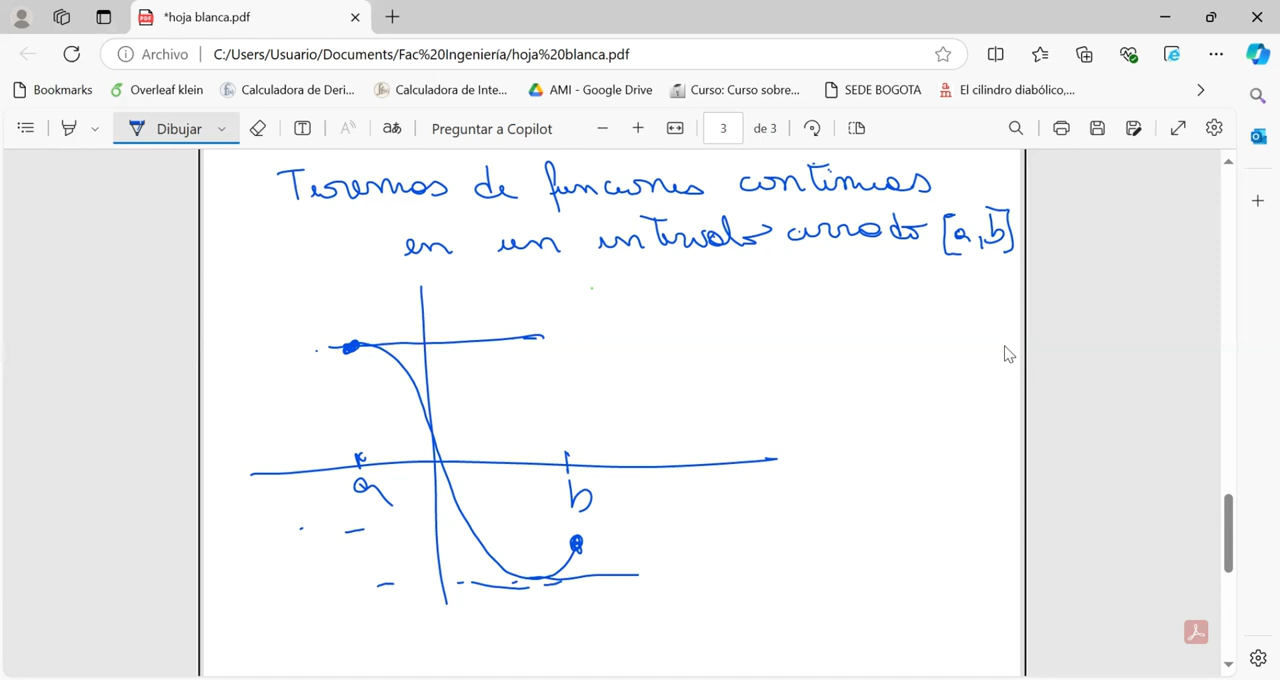 *hoja blanca.pdf
Archivo
C:/Users/Usuario/Documents/Fac%20Ingeniería/hoja%20blanca.pdf
Bookmarks
Overleaf klein
Calculadora de Deri...
Calculadora de Inte...
AMI - Google Drive
Curso: Curso sobre...
SEDE BOGOTA
El cilindro diabólico,...
Dibujar
aあ
Preguntar a Copilot
3 de 3
Teoremas de funciones continuas
en un intervalo cerrado [a,b]
a
b